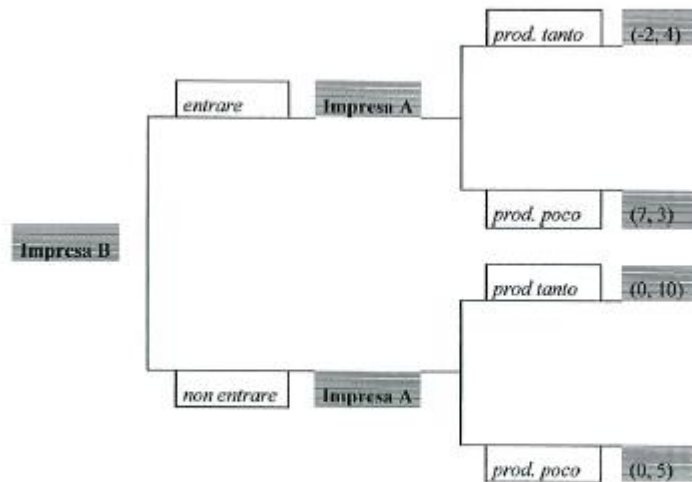 prod. tanto (-2, 4)
entrare Impresa A
prod. poco (7, 3)
Impresa B
prod tanto (0, 10)
non entrare Impresa A
prod. poco (0, 5)